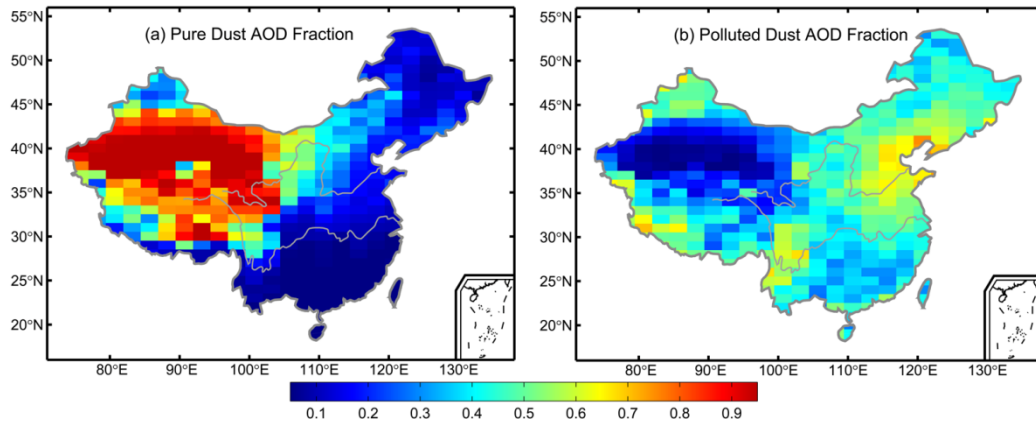 (a) Pure Dust AOD Fraction
55°N
50°N
45°N
40°N
35°N
30°N
25°N
20°N
80°E 90°E 100°E 110°E 120°E 130°E
(b) Polluted Dust AOD Fraction
55°N
50°N
45°N
40°N
35°N
30°N
25°N
20°N
80°E 90°E 100°E 110°E 120°E 130°E
0.1 0.2 0.3 0.4 0.5 0.6 0.7 0.8 0.9